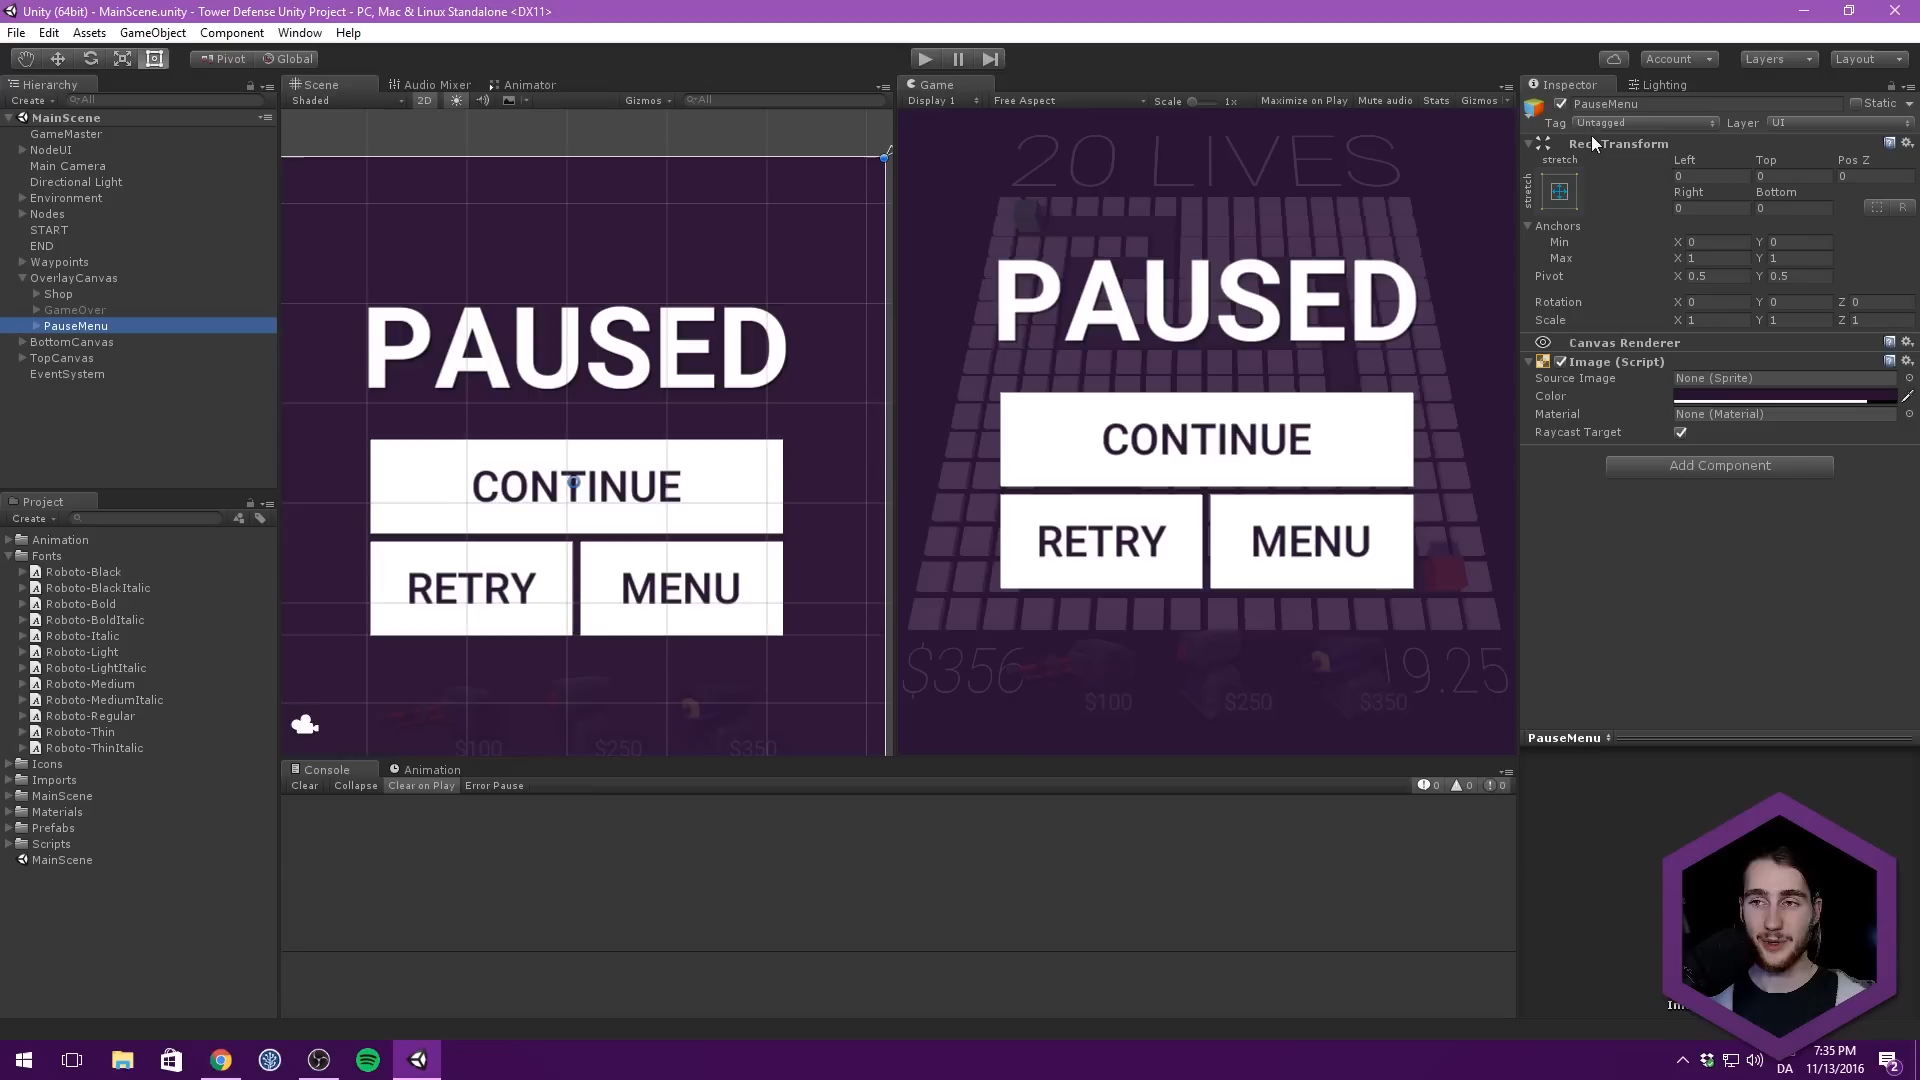 Unity (64bit) - MainScene.unity - Tower Defense Unity Project - PC, Mac & Linux Standalone <DX11>
File Edit Assets GameObject Component Window Help
Pivot Global Account Layers Layout
Hierarchy
Create All
MainScene
GameMaster
NodeUI
Main Camera
Directional Light
Environment
Nodes
START
END
Waypoints
OverlayCanvas
Shop
GameOver
PauseMenu
BottomCanvas
TopCanvas
EventSystem
Project
Create
Animation
Fonts
Roboto-Black
Roboto-BlackItalic
Roboto-Bold
Roboto-BoldItalic
Roboto-Italic
Roboto-Light
Roboto-LightItalic
Roboto-Medium
Roboto-MediumItalic
Roboto-Regular
Roboto-Thin
Roboto-ThinItalic
Icons
Imports
MainScene
Materials
Prefabs
Scripts
MainScene
Scene Audio Mixer Animator
Shaded 2D Gizmos All
PAUSED
CONTINUE
RETRY MENU
$100 $250 $350
Game
Display 1 Free Aspect Scale 1x Maximize on Play Mute audio Stats Gizmos
20 LIVES
PAUSED
CONTINUE
RETRY MENU
$356 19.25
$100 $250 $350
Console Animation
Clear Collapse Clear on Play Error Pause 0 0 0
Inspector Lighting
PauseMenu Static
Tag Untagged Layer UI
Rect Transform
stretch Left Top Pos Z
stretch 0 0 0
Right Bottom
0 0 R
Anchors
Min X 0 Y 0
Max X 1 Y 1
Pivot X 0.5 Y 0.5
Rotation X 0 Y 0 Z 0
Scale X 1 Y 1 Z 1
Canvas Renderer
Image (Script)
Source Image None (Sprite)
Color
Material None (Material)
Raycast Target
Add Component
PauseMenu
7:35 PM
DA 11/13/2016 2